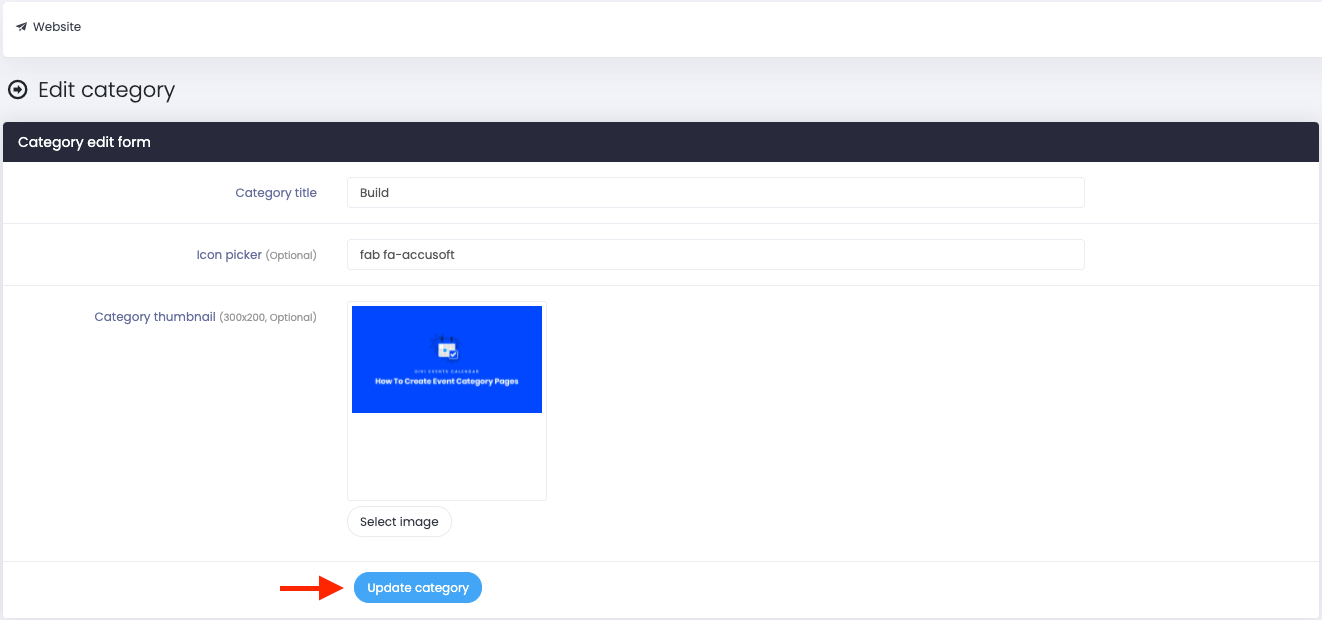 Website
Edit category
Category edit form
Category title
Build
Icon picker (Optional)
fab fa-accusoft
Category thumbnail (300x200, Optional)
DIVI EVENTS CALENDAR
How To Create Event Category Pages
Select image
Update category